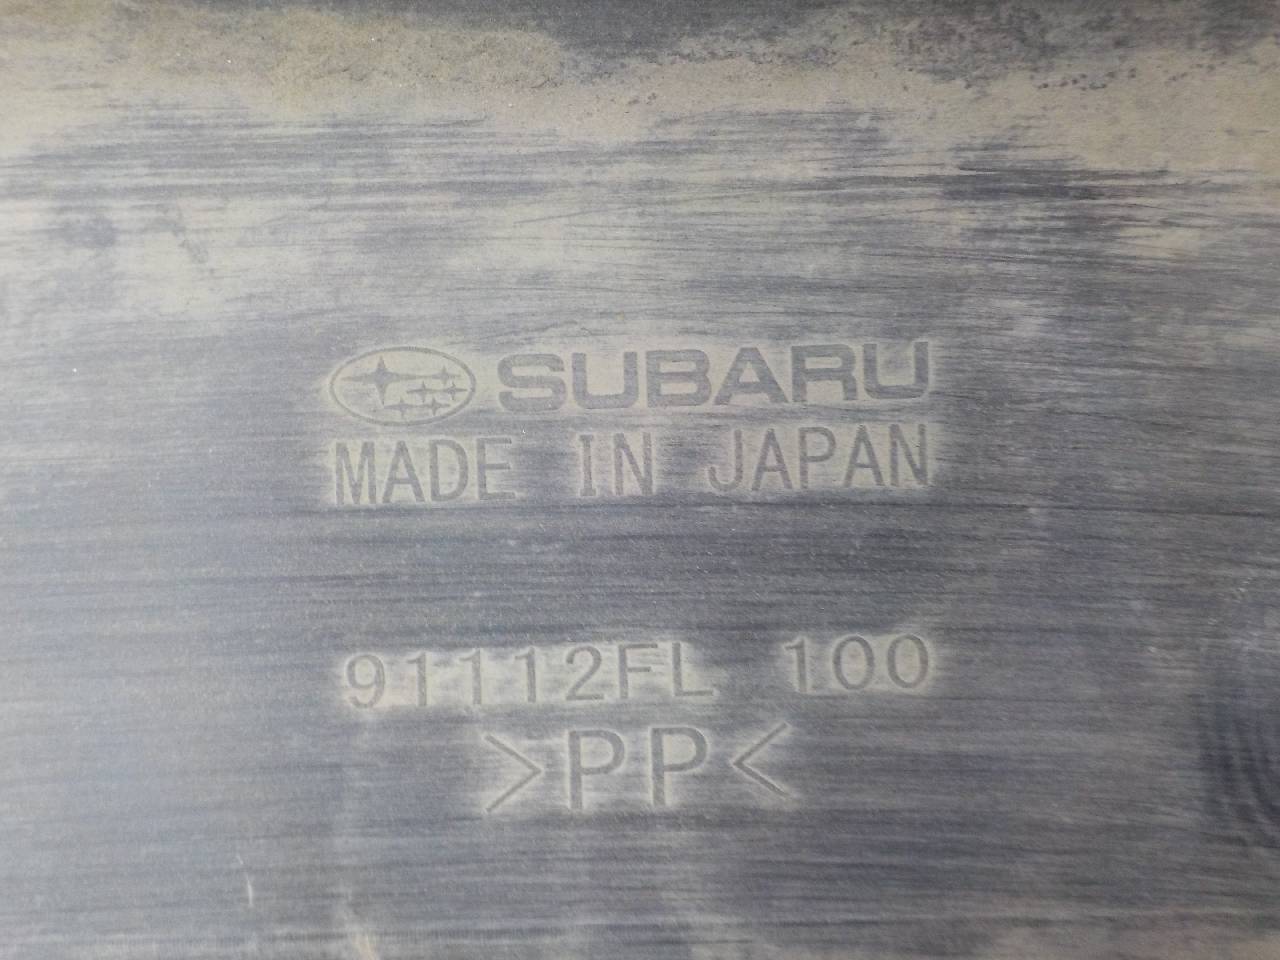 SUBARU
MADE IN JAPAN
91112FL 100
>PP<